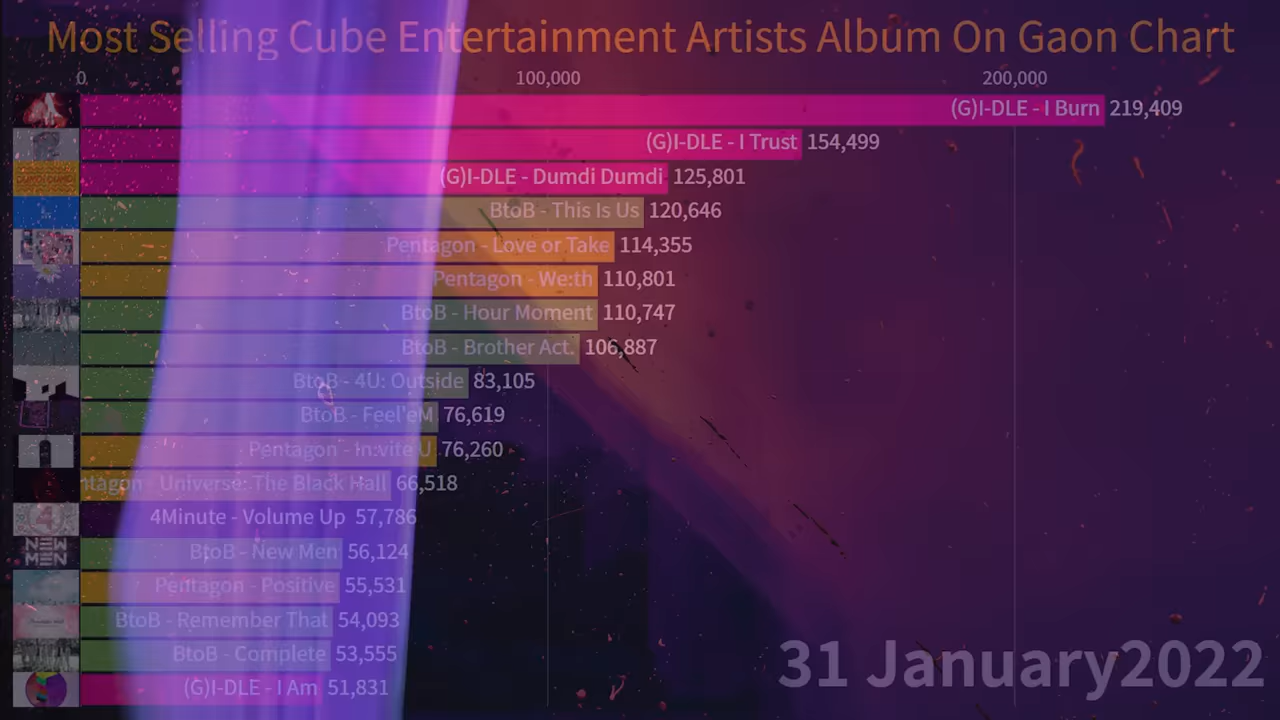 Most Selling Cube Entertainment Artists Album On Gaon Chart
0. 100,000 200,000
(G)I-DLE - I Burn 219,409
(G)I-DLE - I Trust 154,499
(G)I-DLE - Dumdi Dumdi 125,801
BtoB - This Is Us 120,646
Pentagon - Love or Take 114,355
Pentagon - We:th 110,801
BtoB - Hour Moment 110,747
BtoB - Brother Act. 106,887
BtoB - 4U: Outside 83,105
BtoB - Feel'eM 76,619
Pentagon - In:vite U 76,260
ntagon - Universe: The Black Hall 66,518
4Minute - Volume Up 57,786
NEW MEN BtoB - New Men 56,124
Pentagon - Positive 55,531
BtoB - Remember That 54,093
BtoB - Complete 53,555
(G)I-DLE - I Am 51,831
31 January2022